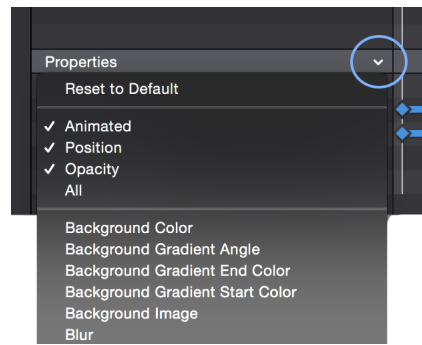 Properties
Reset to Default
✓ Animated
✓ Position
✓ Opacity
All
Background Color
Background Gradient Angle
Background Gradient End Color
Background Gradient Start Color
Background Image
Blur